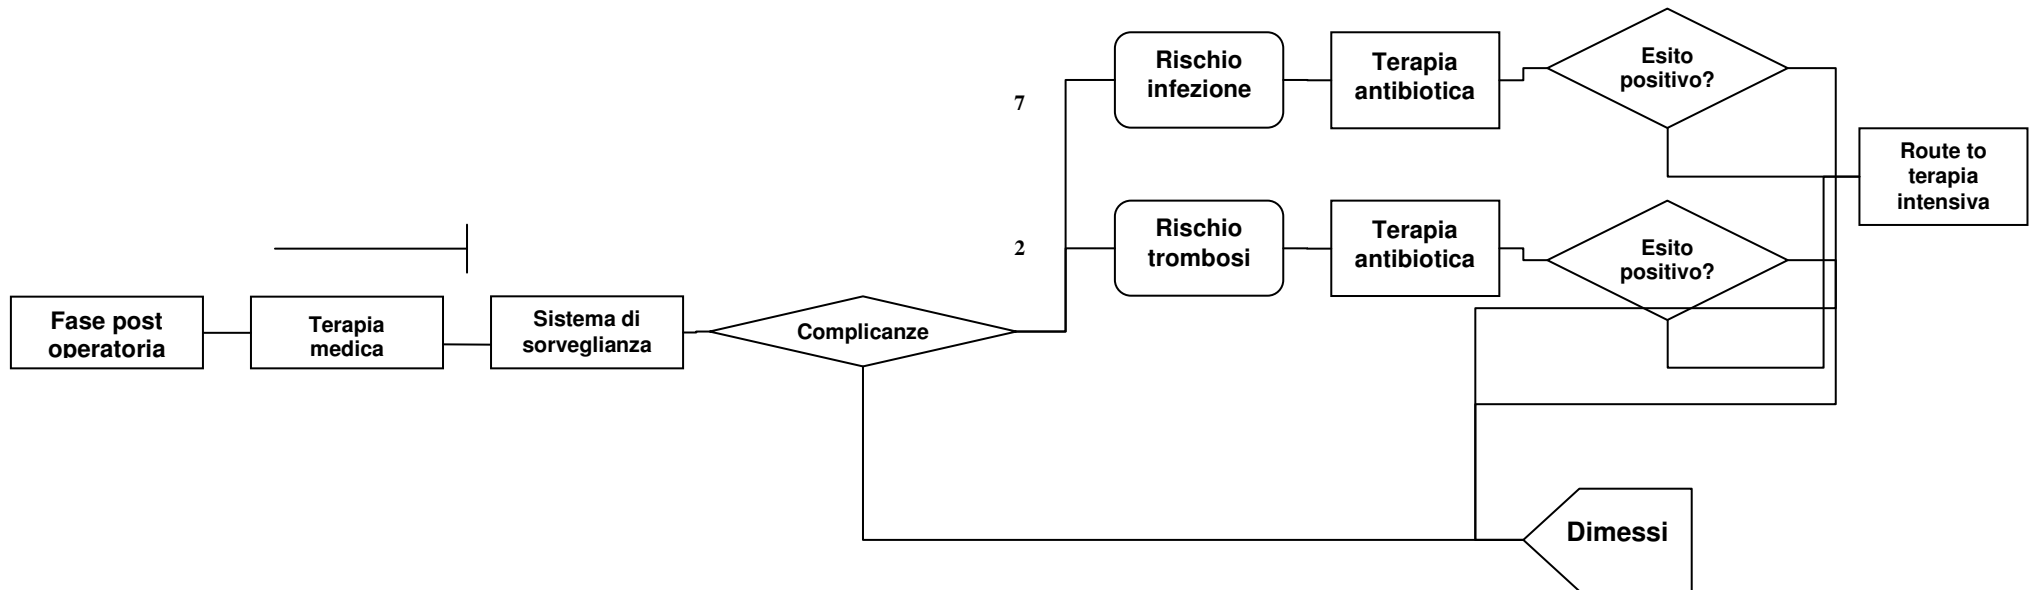 Rischio
infezione
Terapia
antibiotica
Esito
positivo?
7
Route to
terapia
intensiva
Rischio
trombosi
Terapia
antibiotica
Esito
positivo?
2
Fase post
operatoria
Terapia
medica
Sistema di
sorveglianza
Complicanze
Dimessi